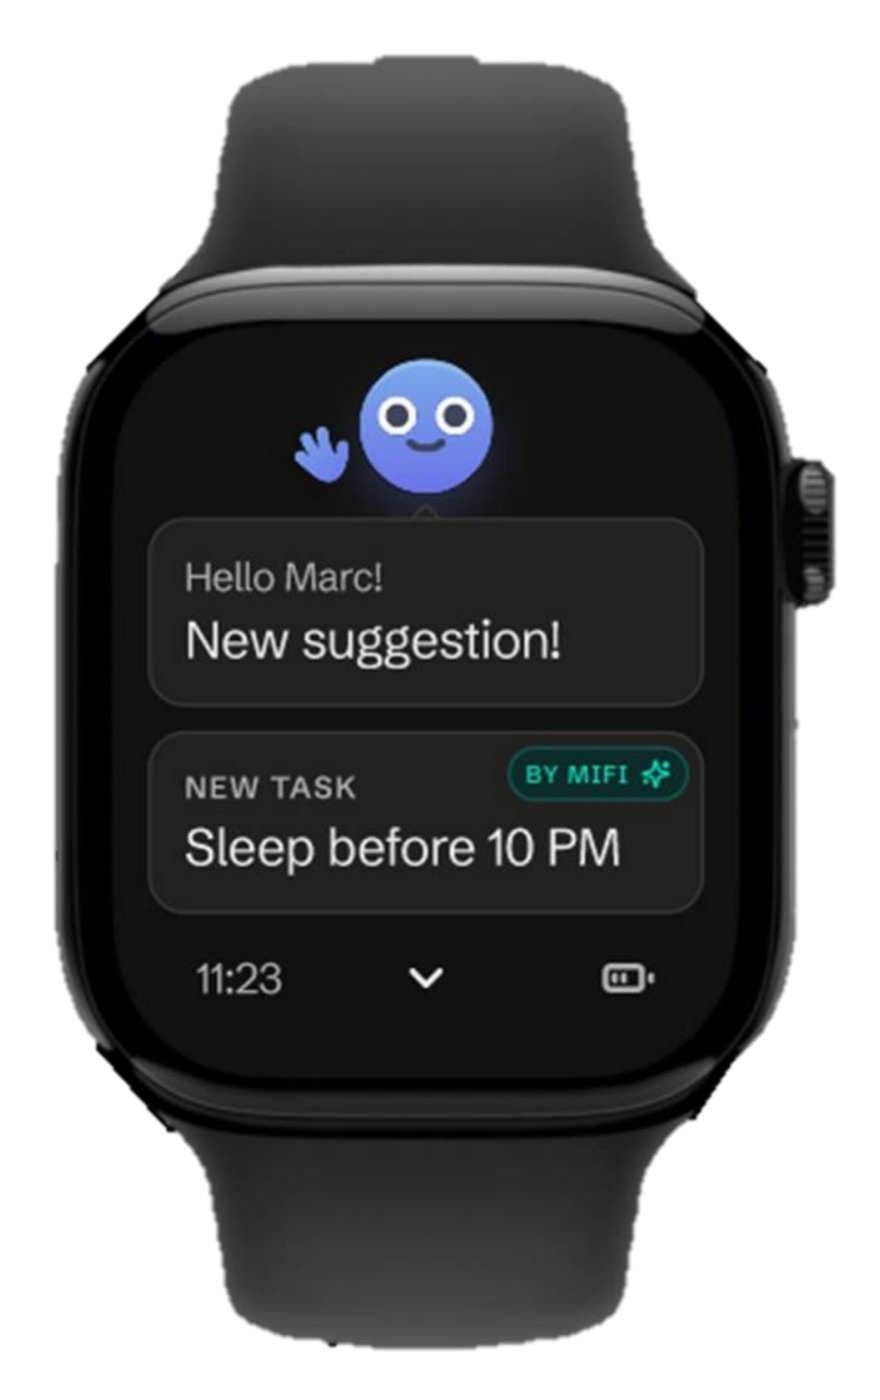 Hello Marc!
New suggestion!
NEW TASK
BY MIFI
Sleep before 10 PM
11:23